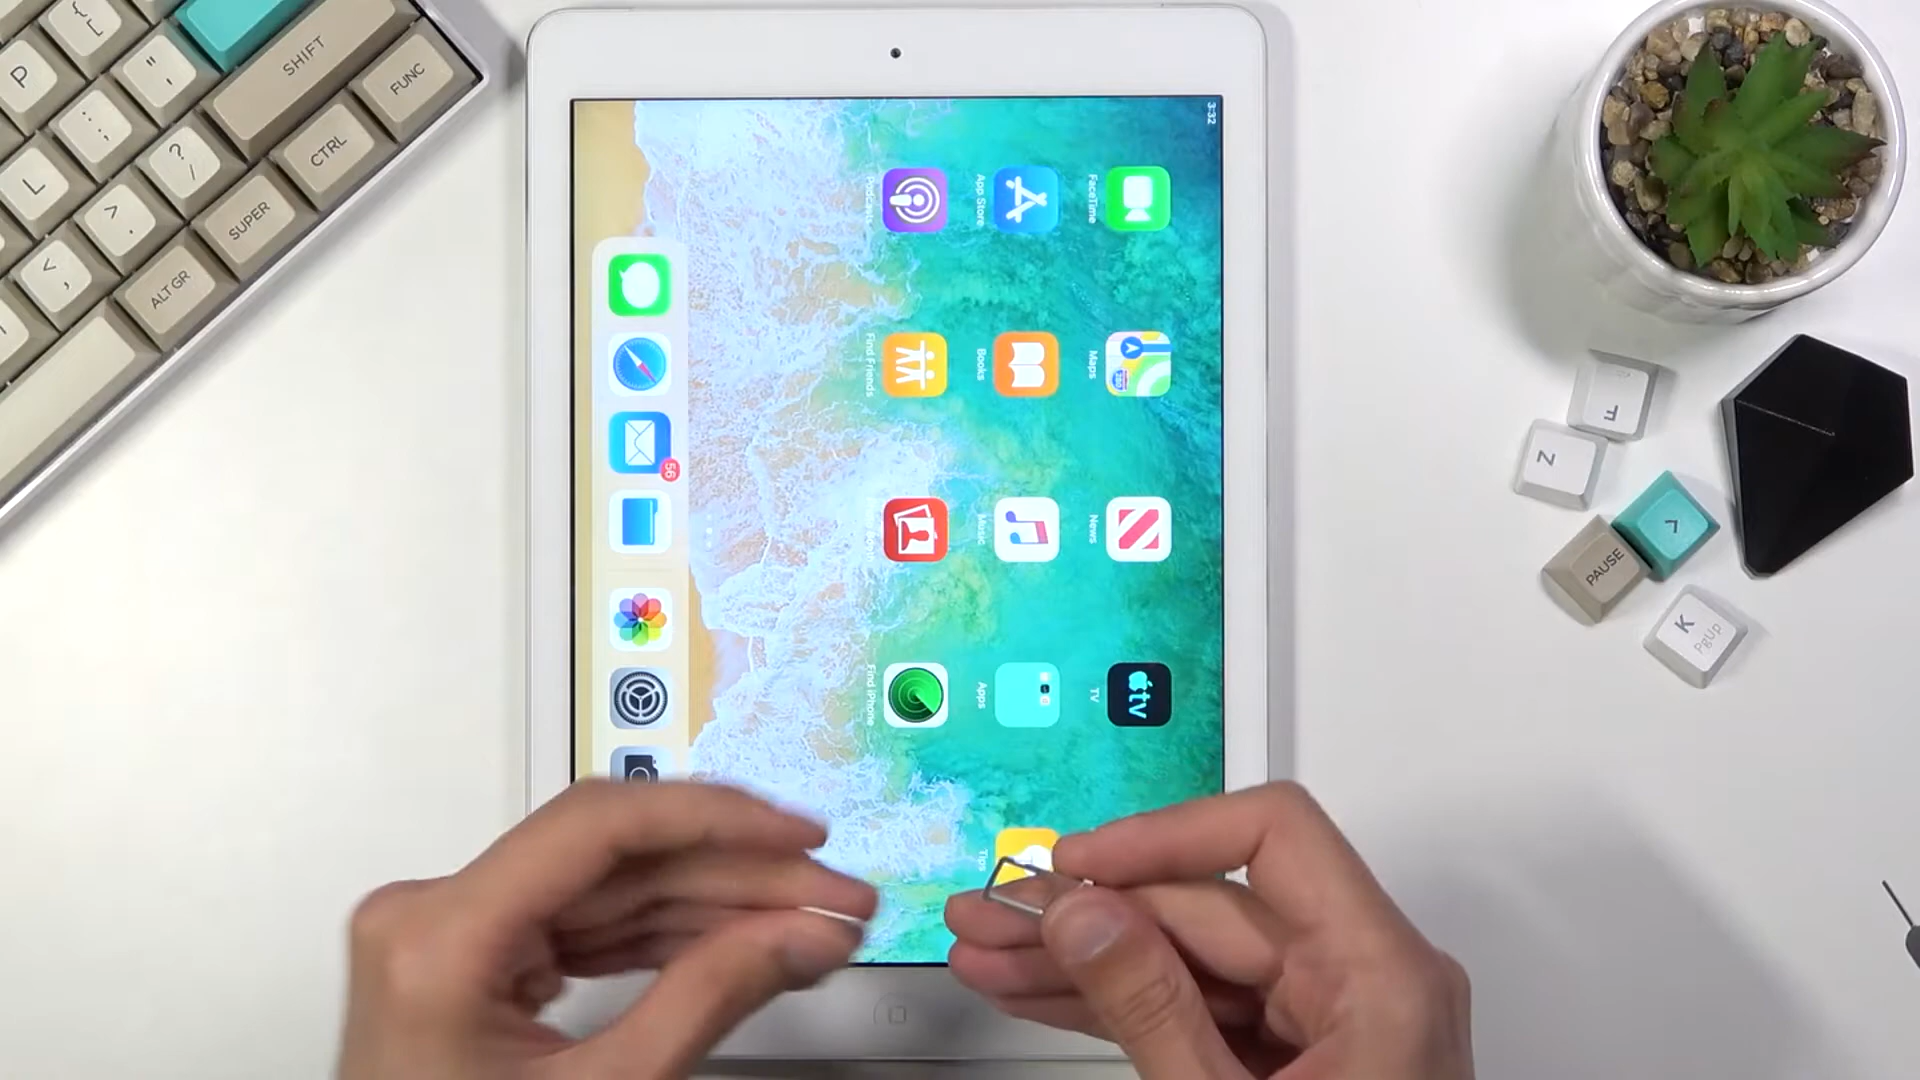 P
{
[
"
'
SHIFT
FUNC
:
;
L
?
/
CTRL
>
.
SUPER
<
,
ALT GR
3:32
FaceTime
App Store
Podcasts
Maps
Books
Find Friends
News
Music
TV
Apps
Find iPhone
Tips
tv
56
F
Z
>
PAUSE
K
PgUp